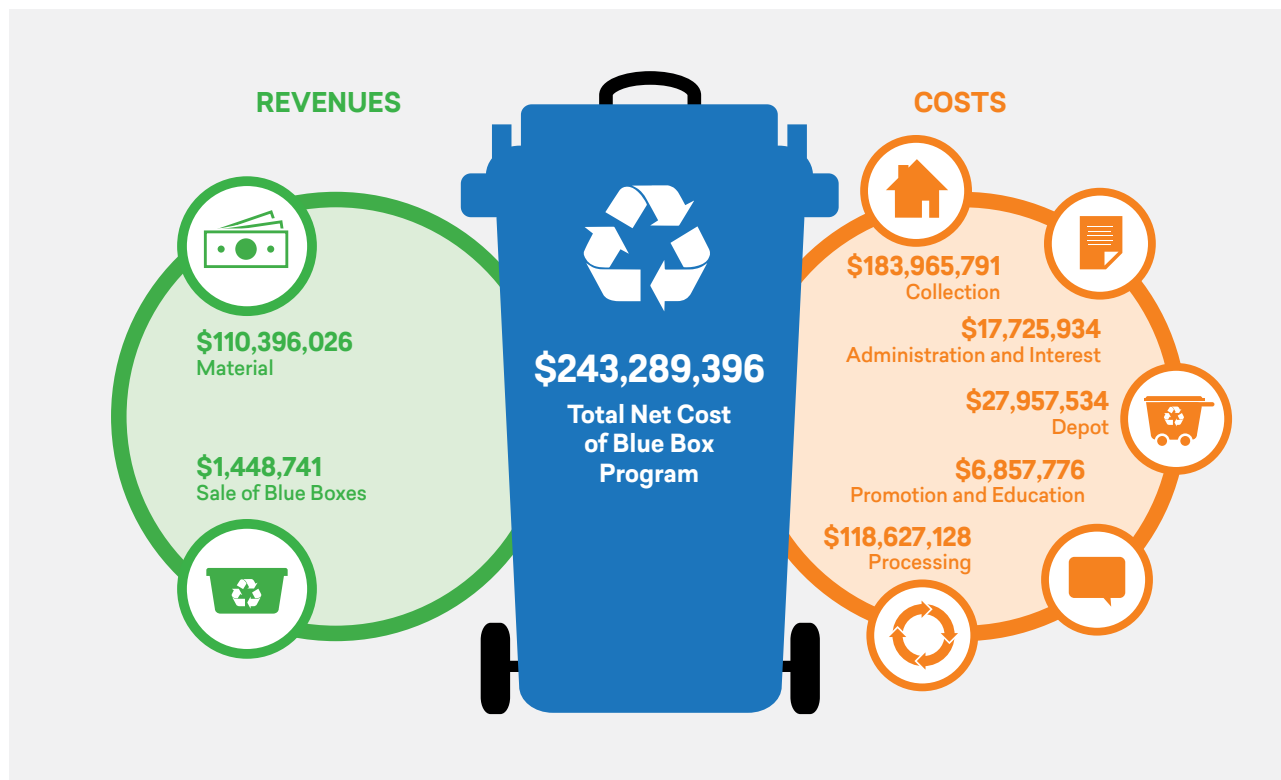 REVENUES
$110,396,026
Material
$1,448,741
Sale of Blue Boxes
$243,289,396
Total Net Cost
of Blue Box
Program
COSTS
$183,965,791
Collection
$17,725,934
Administration and Interest
$27,957,534
Depot
$6,857,776
Promotion and Education
$118,627,128
Processing